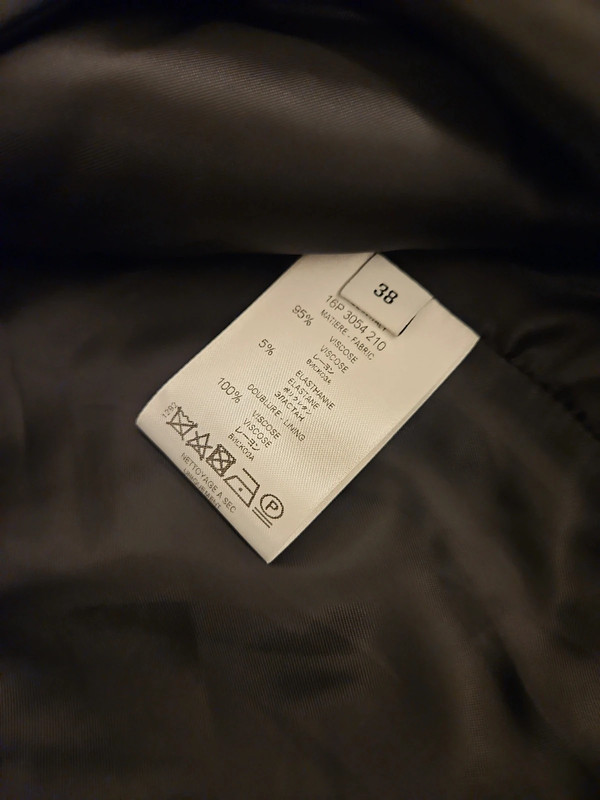 38
16P 3054 210
MATIERE - FABRIC
95%
VISCOSE
VISCOSE
レーヨン
ВИСКОЗА
5%
ELASTHANNE
ELASTANE
ポリウレタン
ЭЛАСТАН
DOUBLURE - LINING
100%
VISCOSE
VISCOSE
レーヨン
ВИСКОЗА
P
NETTOYAGE A SEC